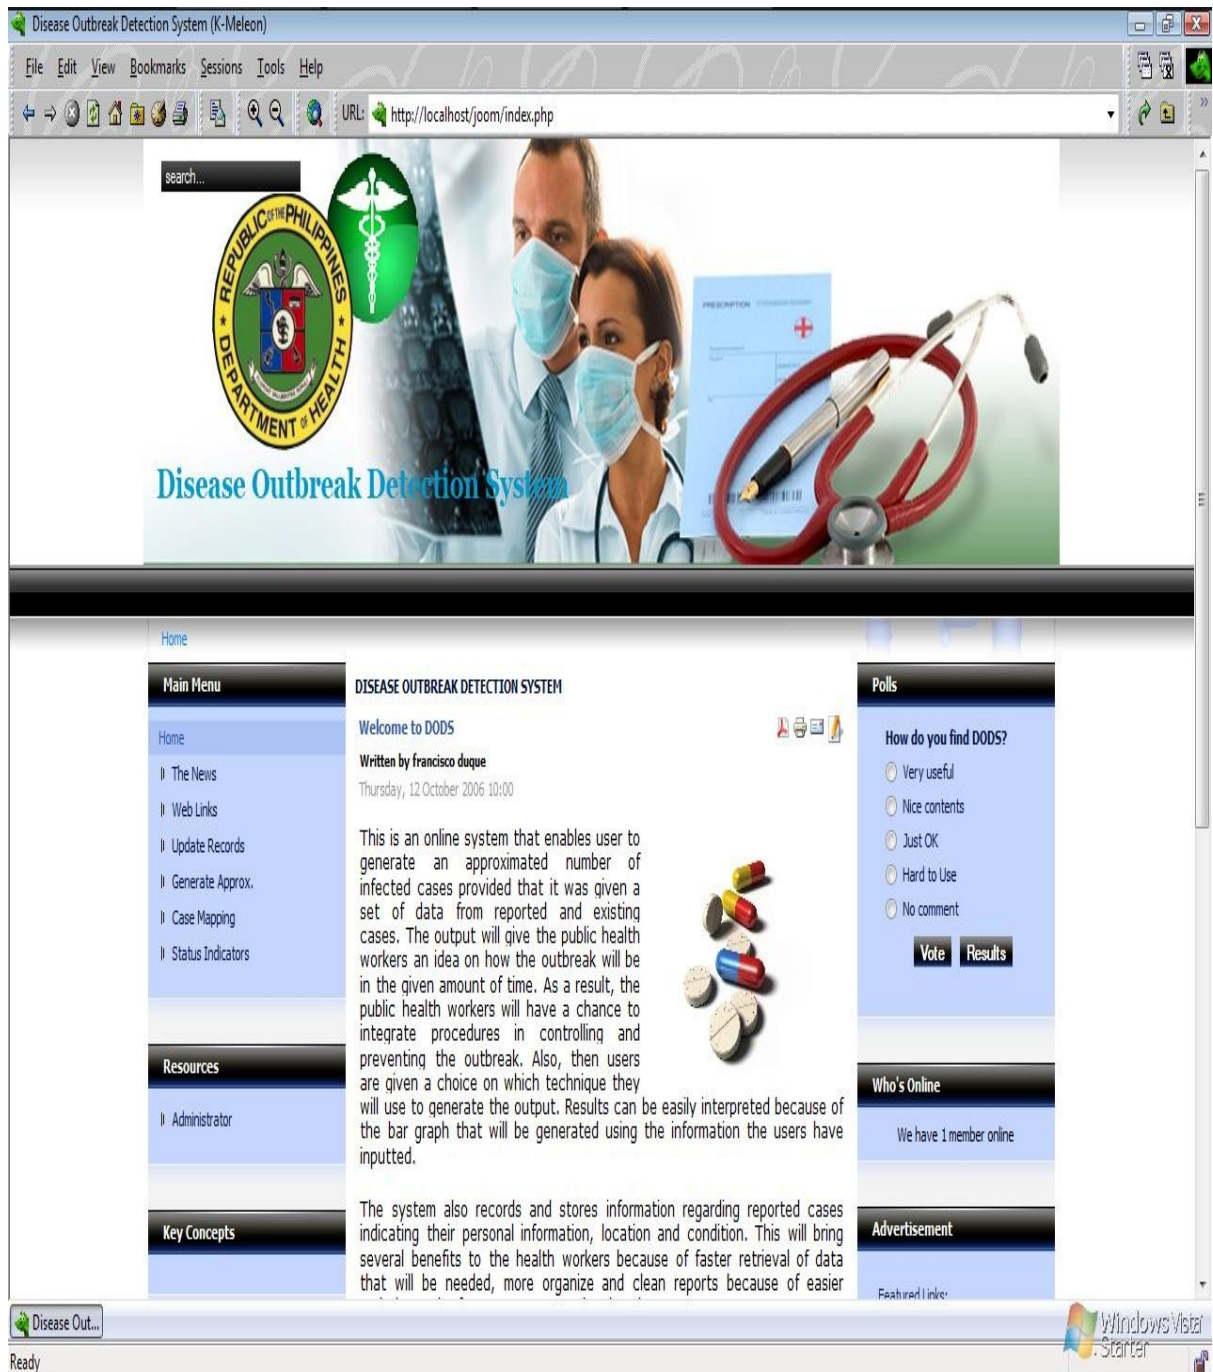 Disease Outbreak Detection System (K-Meleon)
File Edit View Bookmarks Sessions Tools Help
URL: http://localhost/joom/index.php
search...
REPUBLIC OF THE PHILIPPINES
DEPARTMENT OF HEALTH
PRESCRIPTION
Disease Outbreak Detection System
Home
Main Menu
Home
The News
Web Links
Update Records
Generate Approx.
Case Mapping
Status Indicators
Resources
Administrator
Key Concepts
DISEASE OUTBREAK DETECTION SYSTEM
Welcome to DODS
Written by francisco duque
Thursday, 12 October 2006 10:00
This is an online system that enables user to
generate an approximated number of
infected cases provided that it was given a
set of data from reported and existing
cases. The output will give the public health
workers an idea on how the outbreak will be
in the given amount of time. As a result, the
public health workers will have a chance to
integrate procedures in controlling and
preventing the outbreak. Also, then users
are given a choice on which technique they
will use to generate the output. Results can be easily interpreted because of
the bar graph that will be generated using the information the users have
inputted.
The system also records and stores information regarding reported cases
indicating their personal information, location and condition. This will bring
several benefits to the health workers because of faster retrieval of data
that will be needed, more organize and clean reports because of easier
Polls
How do you find DODS?
Very useful
Nice contents
Just OK
Hard to Use
No comment
Vote Results
Who's Online
We have 1 member online
Advertisement
Featured Links:
Disease Out...
Windows Vista
Starter
Ready